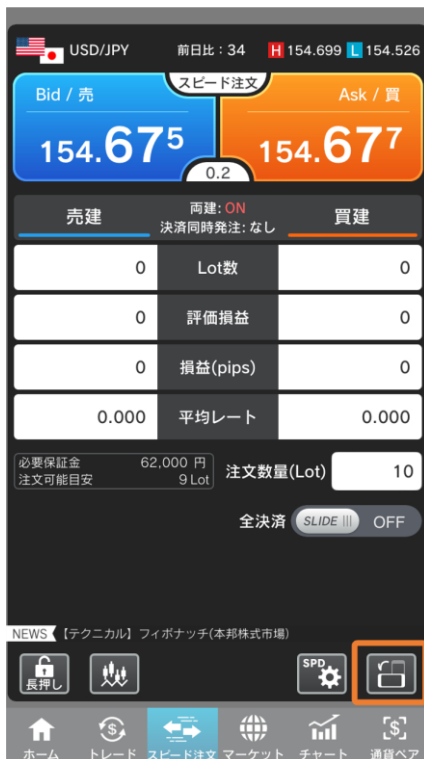 USD/JPY 前日比:34 H 154.699 L 154.526
スピード注文
Bid / 売 Ask / 買
154.675 154.677
0.2
売建 両建: ON 買建
決済同時発注: なし
0 Lot数 0
0 評価損益 0
0 損益(pips) 0
0.000 平均レート 0.000
必要保証金 62,000 円
注文可能目安 9 Lot
注文数量(Lot) 10
全決済 SLIDE OFF
NEWS 【テクニカル】フィボナッチ(本邦株式市場)
長押し SPD
ホーム トレード スピード注文 マーケット チャート 通貨ペア